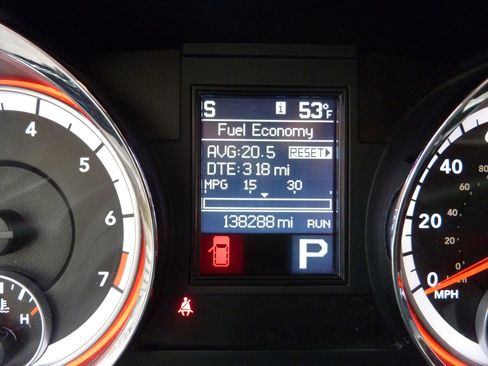 S i 53°F
Fuel Economy
AVG:20.5 RESET
DTE:318 mi
MPG 15 30
138288 mi RUN
P
4
5
6
7
H
40
20
0
MPH
80